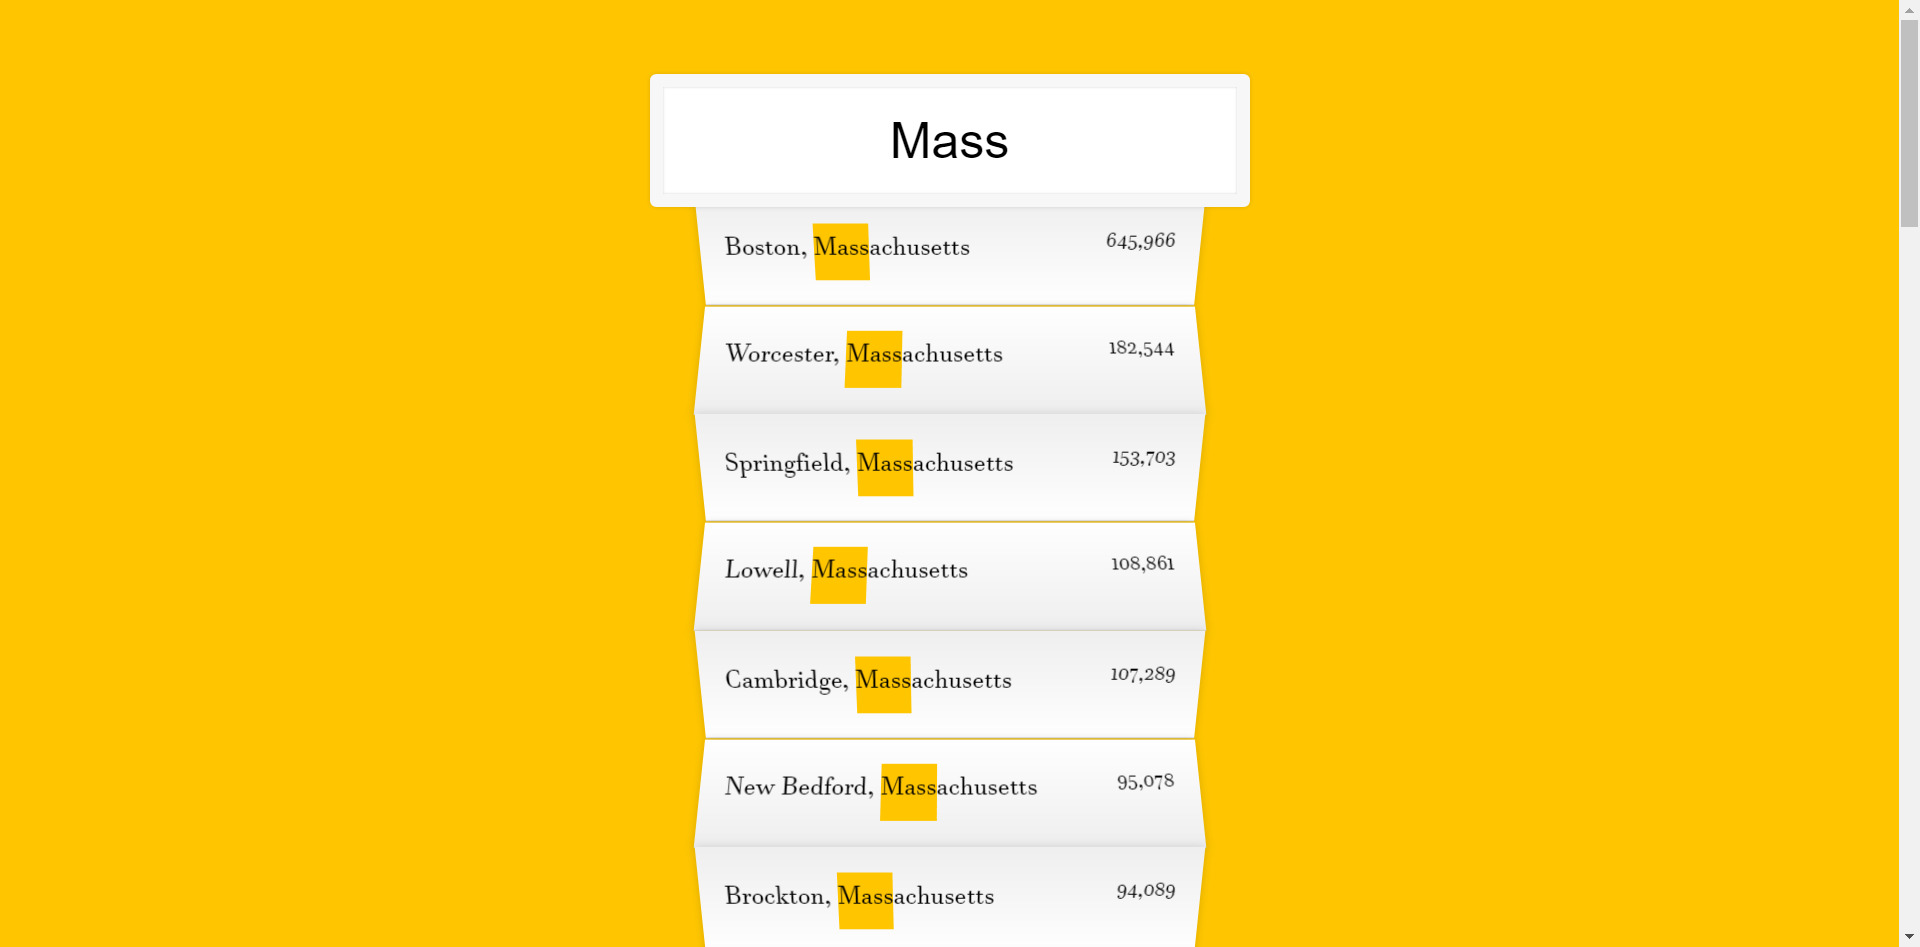 Mass
Boston, Massachusetts 645,966
Worcester, Massachusetts 182,544
Springfield, Massachusetts 153,703
Lowell, Massachusetts 108,861
Cambridge, Massachusetts 107,289
New Bedford, Massachusetts 95,078
Brockton, Massachusetts 94,089